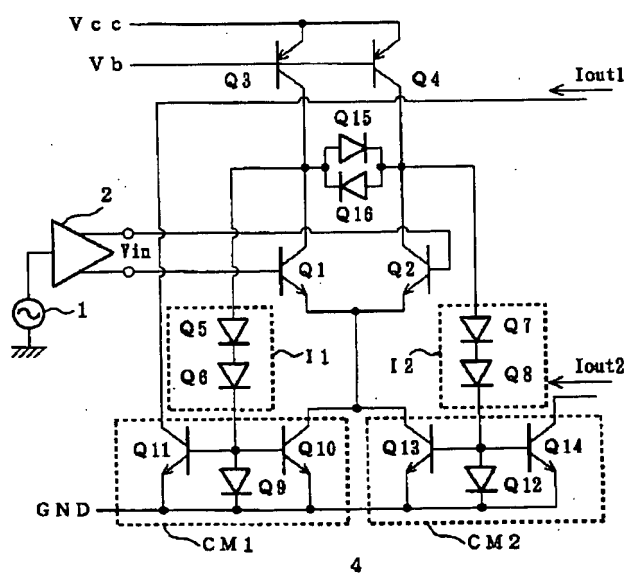 Vcc
Vb
Q3
Q4
Iout1
Q15
2
Q16
Vin
Q1
Q2
1
Q5
I1
I2
Q7
Q6
Q8
Iout2
Q11
Q10
Q13
Q14
Q9
Q12
GND
CM1
CM2
4